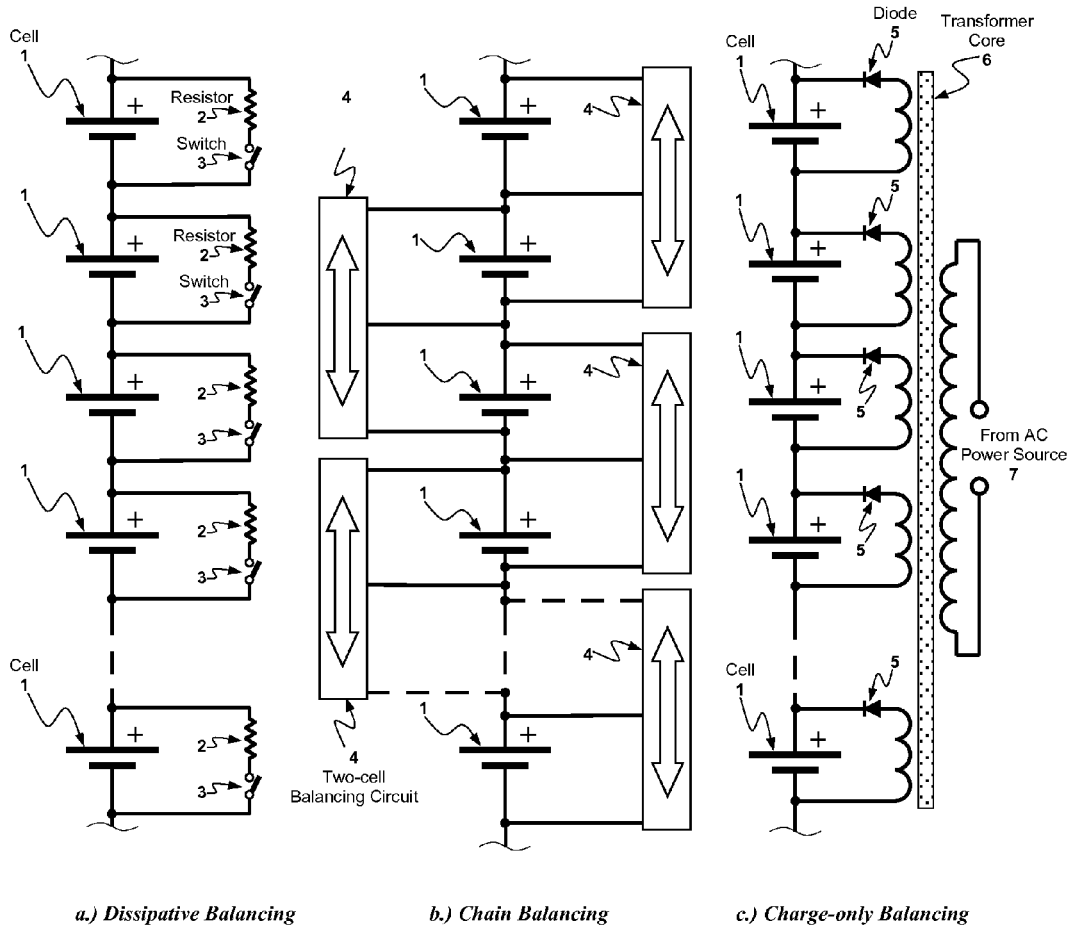 Cell
1
+
Resistor
2
Switch
3
1
+
Resistor
2
Switch
3
1
+
2
3
1
+
2
3
Cell
1
+
2
3
a.) Dissipative Balancing
4
1
+
4
1
+
1
+
4
1
+
4
1
+
4
Two-cell
Balancing Circuit
b.) Chain Balancing
Cell
1
+
Diode
5
Transformer
Core
6
1
+
5
1
+
5
From AC
Power Source
7
1
+
5
Cell
1
+
5
c.) Charge-only Balancing